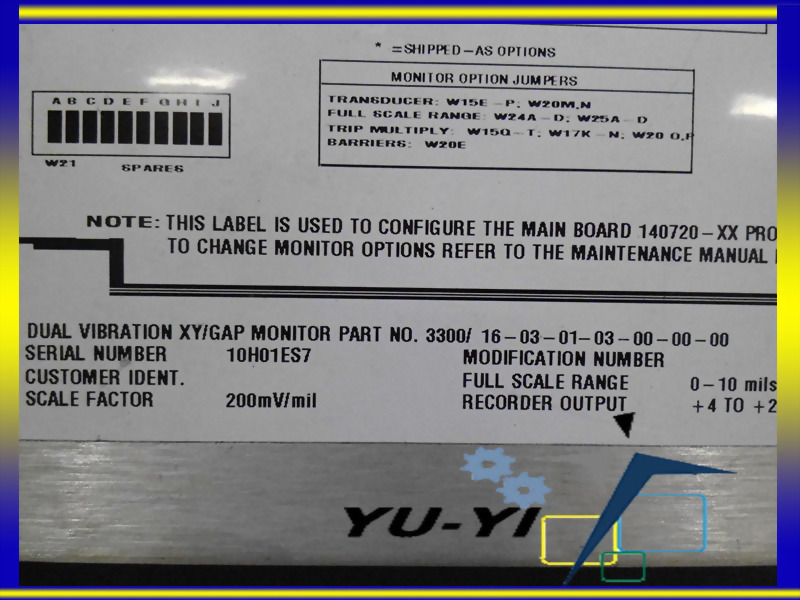 * =SHIPPED-AS OPTIONS
MONITOR OPTION JUMPERS
TRANSDUCER: W15E-P; W20M,N
FULL SCALE RANGE: W24A-D; W25A-D
TRIP MULTIPLY: W15Q-T; W17K-N; W20 O,P
BARRIERS: W20E
A B C D E F G H I J
W21
SPARES
NOTE: THIS LABEL IS USED TO CONFIGURE THE MAIN BOARD 140720-XX PRO
TO CHANGE MONITOR OPTIONS REFER TO THE MAINTENANCE MANUAL
DUAL VIBRATION XY/GAP MONITOR PART NO. 3300/ 16-03-01-03-00-00-00
SERIAL NUMBER 10H01ES7 MODIFICATION NUMBER
CUSTOMER IDENT. FULL SCALE RANGE 0-10 mils
SCALE FACTOR 200mV/mil RECORDER OUTPUT +4 TO +2
YU-YI